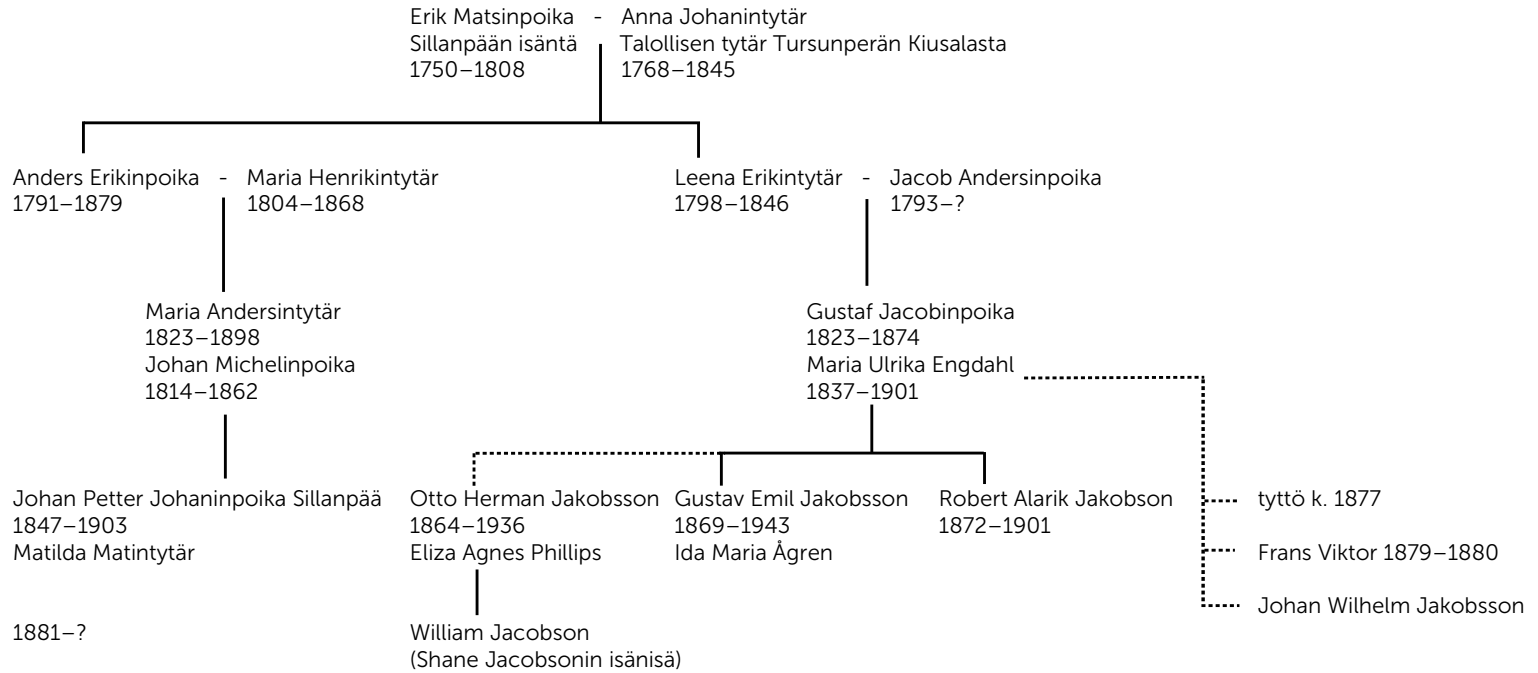 Erik Matsinpoika - Anna Johanintytär
Sillanpään isäntä Talollisen tytär Tursunperän Kiusalasta
1750–1808 1768–1845
Anders Erikinpoika - Maria Henrikintytär
1791–1879 1804–1868
Leena Erikintytär - Jacob Andersinpoika
1798–1846 1793–?
Maria Andersintytär
1823–1898
Johan Michelinpoika
1814–1862
Gustaf Jacobinpoika
1823–1874
Maria Ulrika Engdahl
1837–1901
Johan Petter Johaninpoika Sillanpää
1847–1903
Matilda Matintytär
1881–?
Otto Herman Jakobsson
1864–1936
Eliza Agnes Phillips
William Jacobson
(Shane Jacobsonin isänisä)
Gustav Emil Jakobsson
1869–1943
Ida Maria Ågren
Robert Alarik Jakobson
1872–1901
tyttö k. 1877
Frans Viktor 1879–1880
Johan Wilhelm Jakobsson